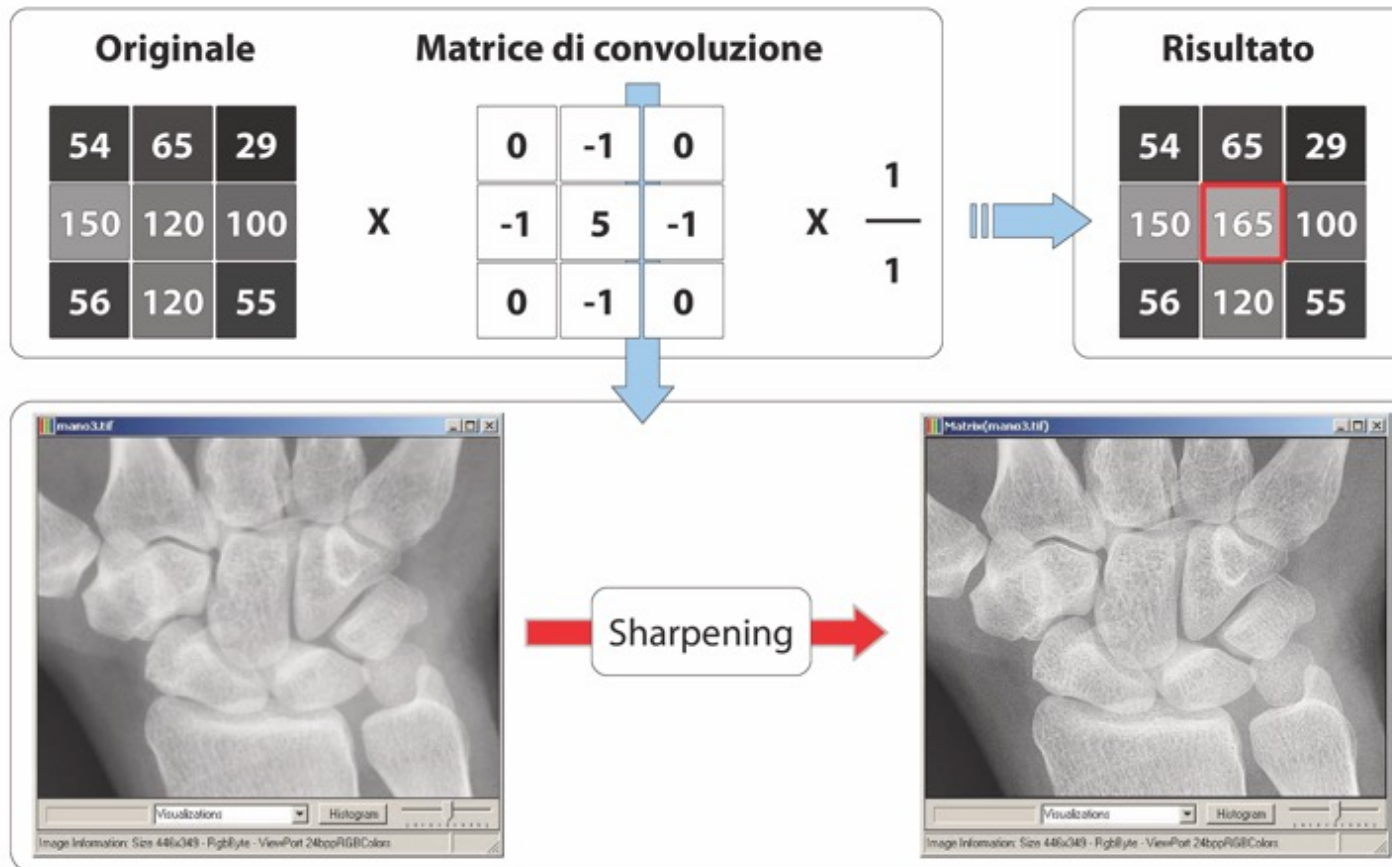 Originale
Matrice di convoluzione
Risultato
54 65 29
150 120 100
56 120 55
X
0 -1 0
-1 5 -1
0 -1 0
X
1
1
54 65 29
150 165 100
56 120 55
mano3.tif
Sharpening
Matrix(mano3.tif)
Visualizations
Histogram
Image Information: Size 446x349 - RgbByte - ViewPort 24bppRGBColors
Visualizations
Histogram
Image Information: Size 446x349 - RgbByte - ViewPort 24bppRGBColors